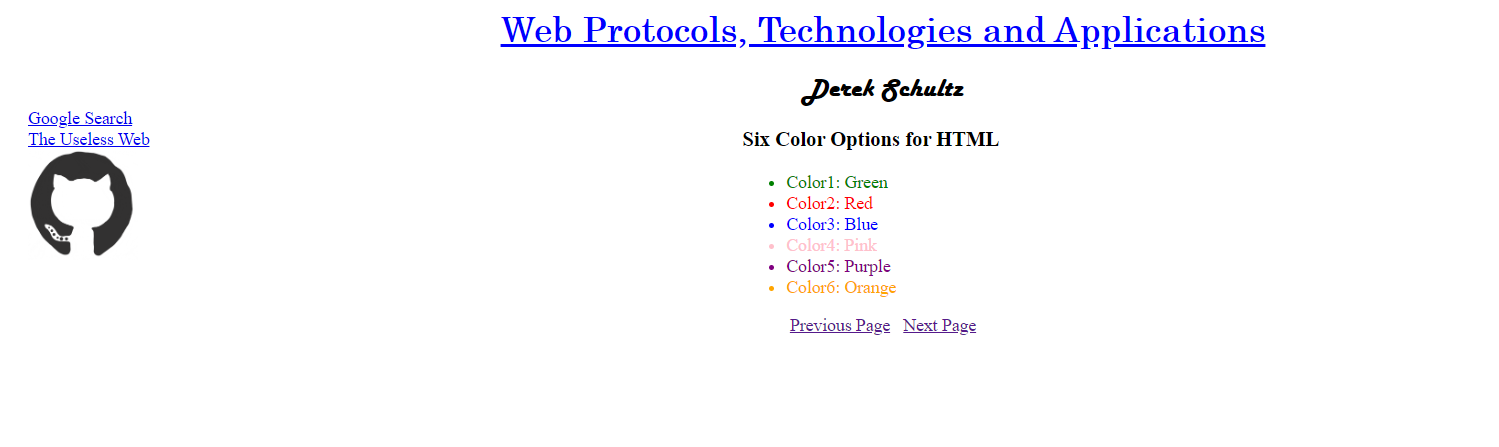 Web Protocols, Technologies and Applications
Derek Schultz
Google Search
The Useless Web
Six Color Options for HTML
Color1: Green
Color2: Red
Color3: Blue
Color4: Pink
Color5: Purple
Color6: Orange
Previous Page Next Page